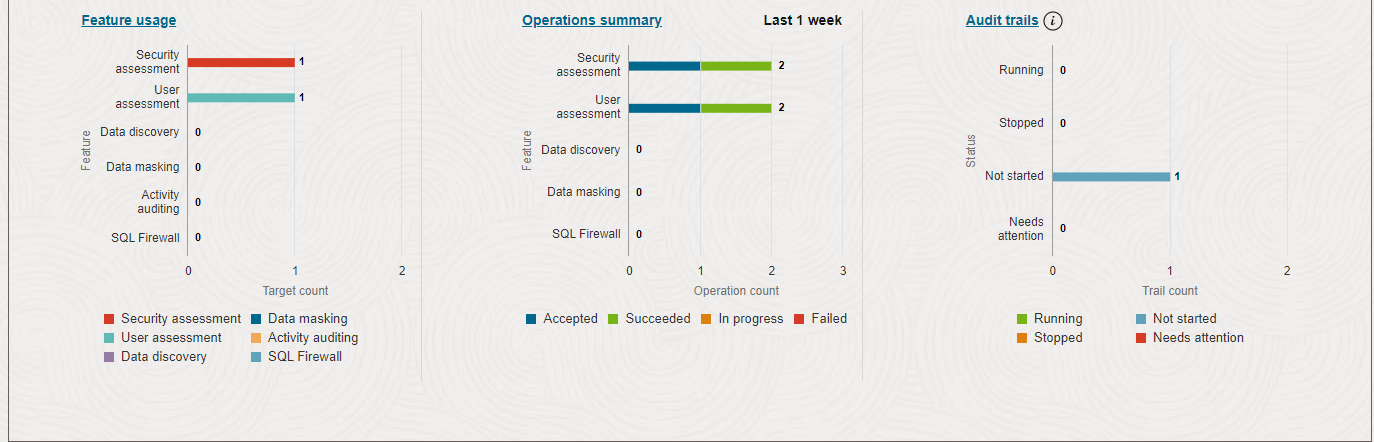 Feature usage
Security
assessment
1
User
assessment
1
Data discovery
0
Data masking
0
Activity
auditing
0
SQL Firewall
0
Feature
0 1 2
Target count
Security assessment
Data masking
User assessment
Activity auditing
Data discovery
SQL Firewall
Operations summary
Last 1 week
Security
assessment
2
User
assessment
2
Data discovery
0
Data masking
0
SQL Firewall
0
Feature
0 1 2 3
Operation count
Accepted Succeeded In progress Failed
Audit trails i
Running
0
Stopped
0
Not started
1
Needs
attention
0
Status
0 1 2
Trail count
Running
Not started
Stopped
Needs attention